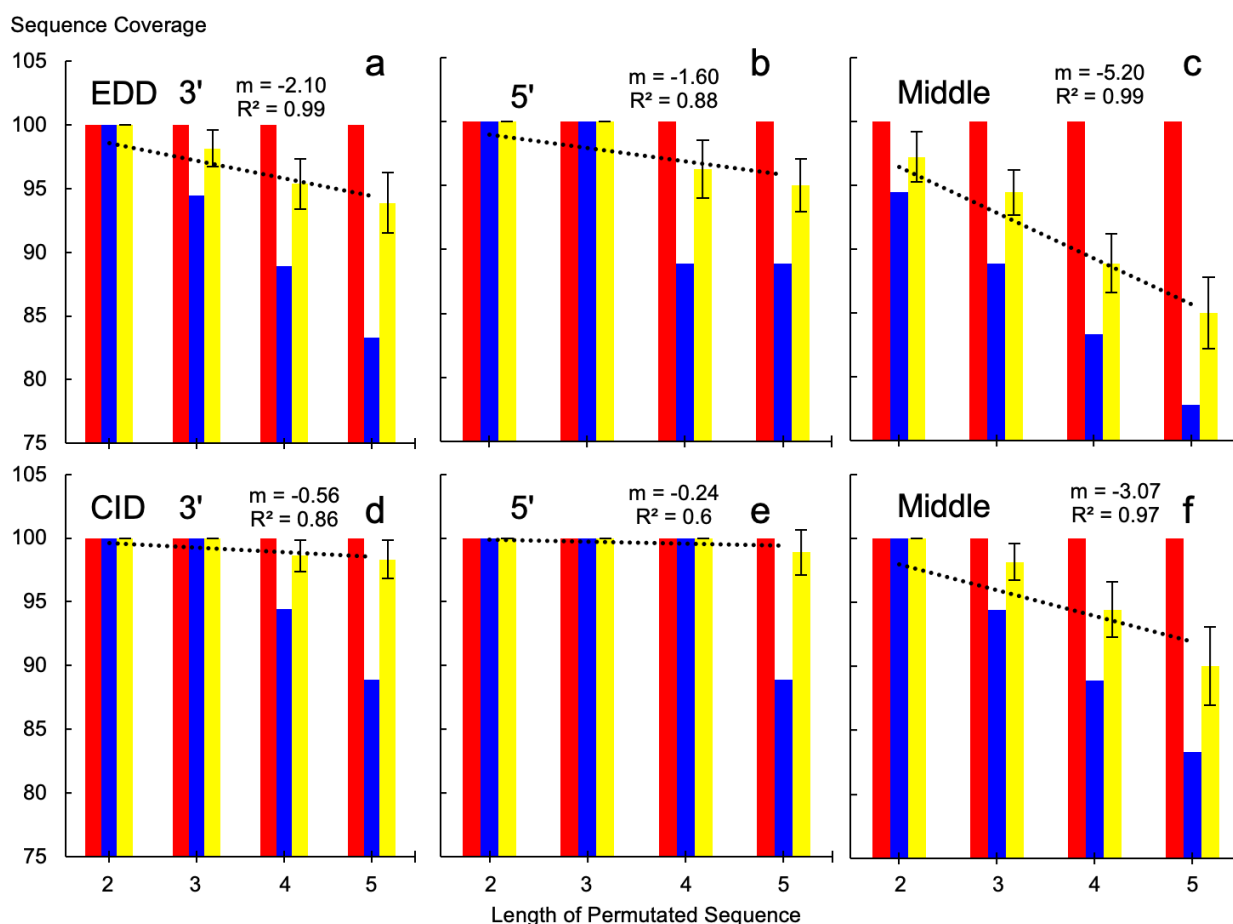 Sequence Coverage
105
100
95
90
85
80
75
EDD 3'
m = -2.10
R² = 0.99
a
5'
m = -1.60
R² = 0.88
b
Middle
m = -5.20
R² = 0.99
c
105
100
95
90
85
80
75
CID 3'
m = -0.56
R² = 0.86
d
5'
m = -0.24
R² = 0.6
e
Middle
m = -3.07
R² = 0.97
f
2 3 4 5
2 3 4 5
2 3 4 5
Length of Permutated Sequence